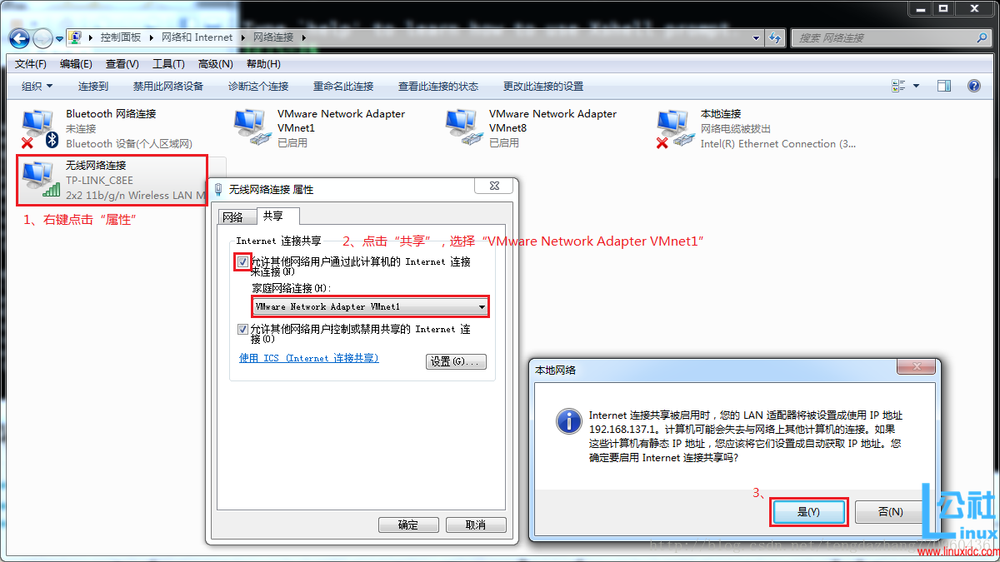 Type `help' to learn how to use Xshell prompt.
控制面板 ▸ 网络和 Internet ▸ 网络连接 ▸
搜索 网络连接
文件(F) 编辑(E) 查看(V) 工具(T) 高级(N) 帮助(H)
组织 连接到 禁用此网络设备 诊断这个连接 重命名此连接 查看此连接的状态 更改此连接的设置
Bluetooth 网络连接
未连接
Bluetooth 设备(个人区域网)
VMware Network Adapter
VMnet1
已启用
VMware Network Adapter
VMnet8
已启用
本地连接
网络电缆被拔出
Intel(R) Ethernet Connection (3...
无线网络连接
TP-LINK_C8EE
2x2 11b/g/n Wireless LAN M
1、右键点击“属性”
无线网络连接 属性
网络 共享
Internet 连接共享
2、点击“共享”，选择“VMware Network Adapter VMnet1”
允许其他网络用户通过此计算机的 Internet 连接
来连接(N)
家庭网络连接(H):
VMware Network Adapter VMnet1
允许其他网络用户控制或禁用共享的 Internet 连
接(O)
使用 ICS (Internet 连接共享)
设置(G)...
确定 取消
本地网络
Internet 连接共享被启用时，您的 LAN 适配器将被设置成使用 IP 地址
192.168.137.1。计算机可能会失去与网络上其他计算机的连接。如果
这些计算机有静态 IP 地址，您应该将它们设置成自动获取 IP 地址。您
确定要启用 Internet 连接共享吗?
3、
是(Y) 否(N)
公社
Linux
www.linuxidc.com